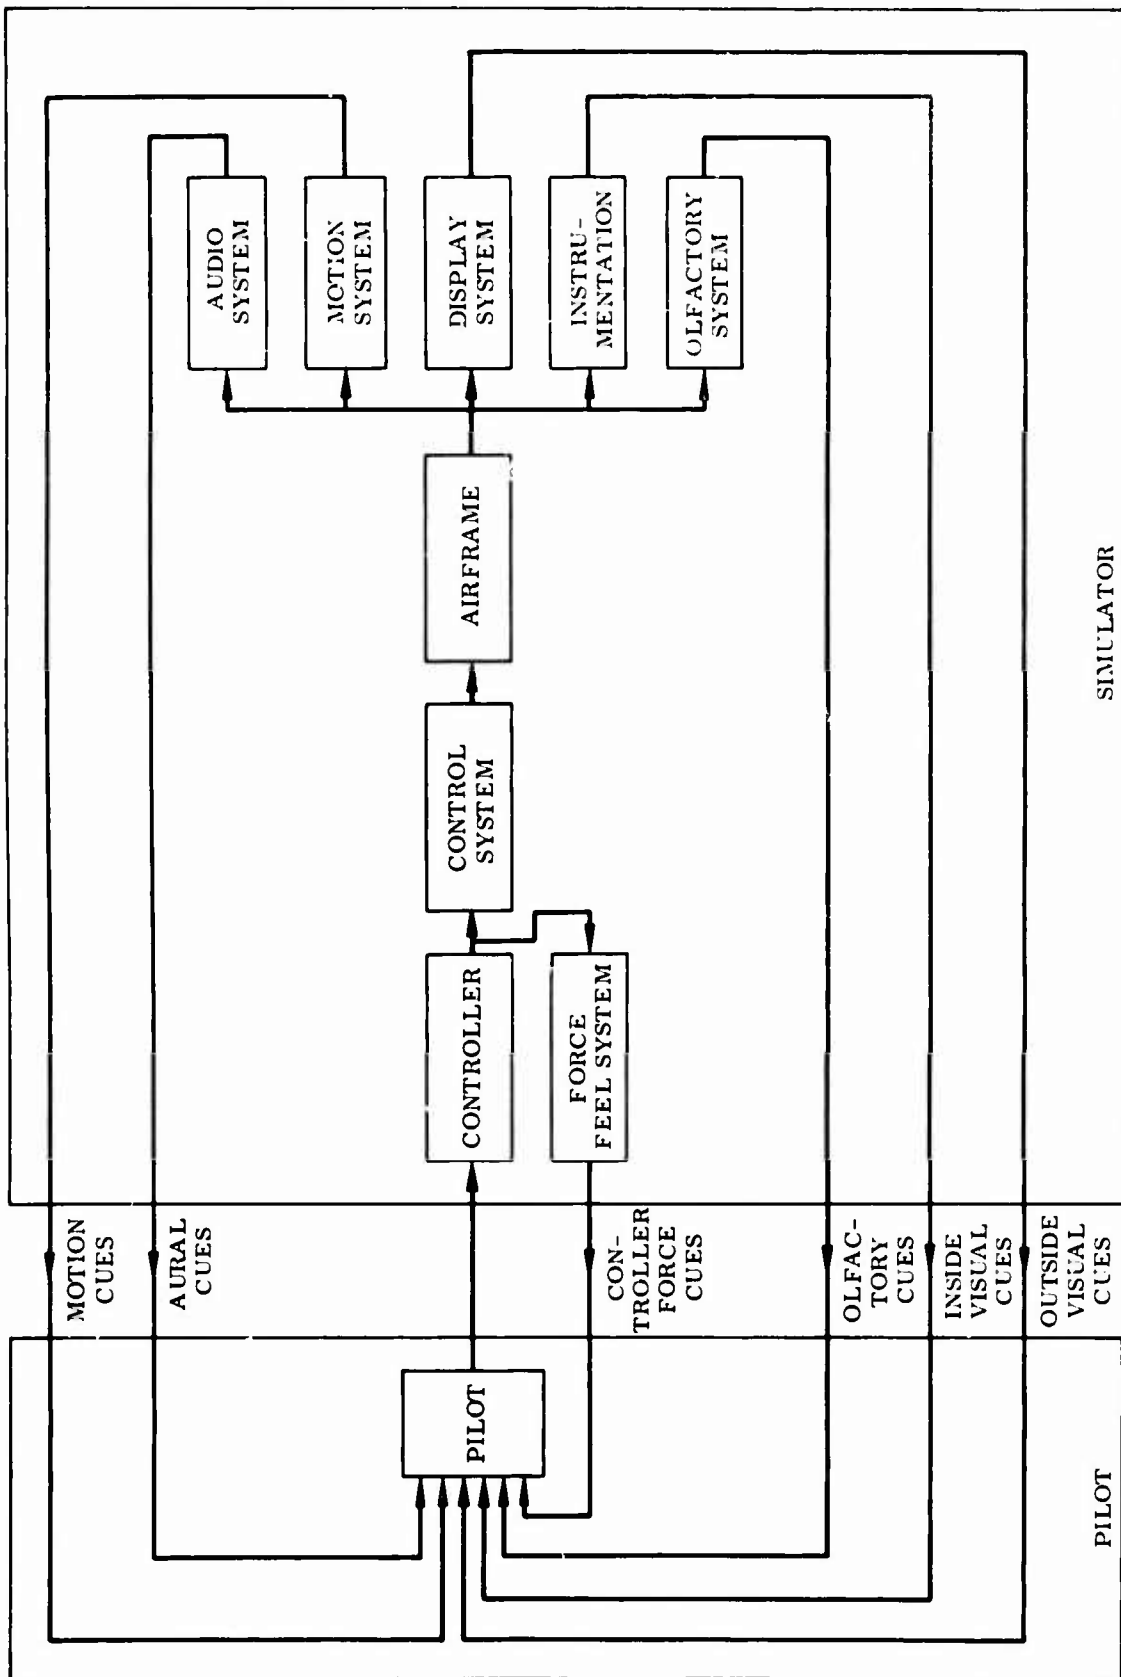 MOTION
CUES
AURAL
CUES
CON-
TROLLER
FORCE
CUES
OLFAC-
TORY
CUES
INSIDE
VISUAL
CUES
OUTSIDE
VISUAL
CUES
PILOT
PILOT
CONTROLLER
FORCE
FEEL SYSTEM
CONTROL
SYSTEM
AIRFRAME
AUDIO
SYSTEM
MOTION
SYSTEM
DISPLAY
SYSTEM
INSTRU-
MENTATION
OLFACTORY
SYSTEM
SIMULATOR